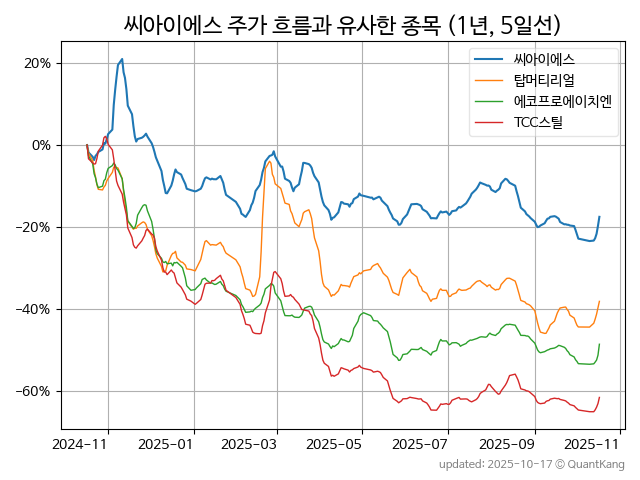 씨아이에스 주가 흐름과 유사한 종목 (1년, 5일선)
씨아이에스
탑머티리얼
에코프로에이치엔
TCC스틸
20%
0%
−20%
−40%
−60%
2024−11
2025−01
2025−03
2025−05
2025−07
2025−09
2025−11
updated: 2025-10-17 © QuantKang